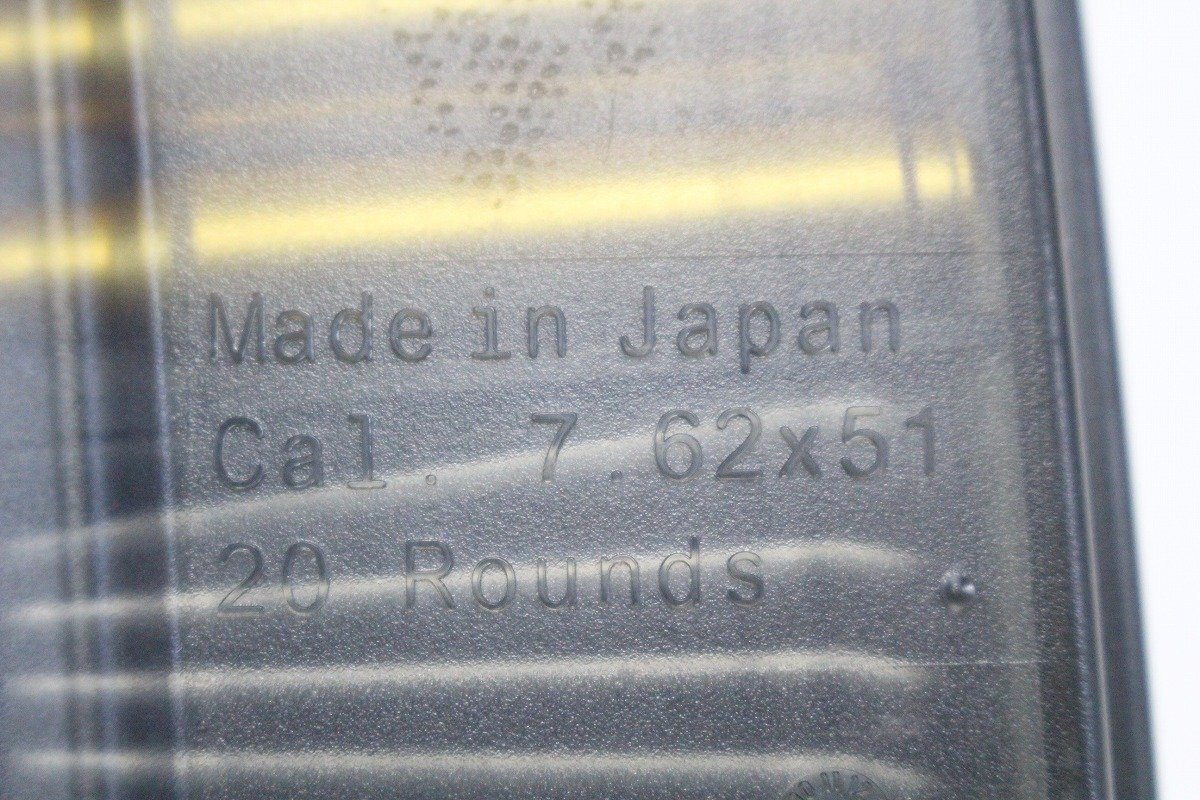 Made in Japan
Cal. 7.62x51
20 Rounds